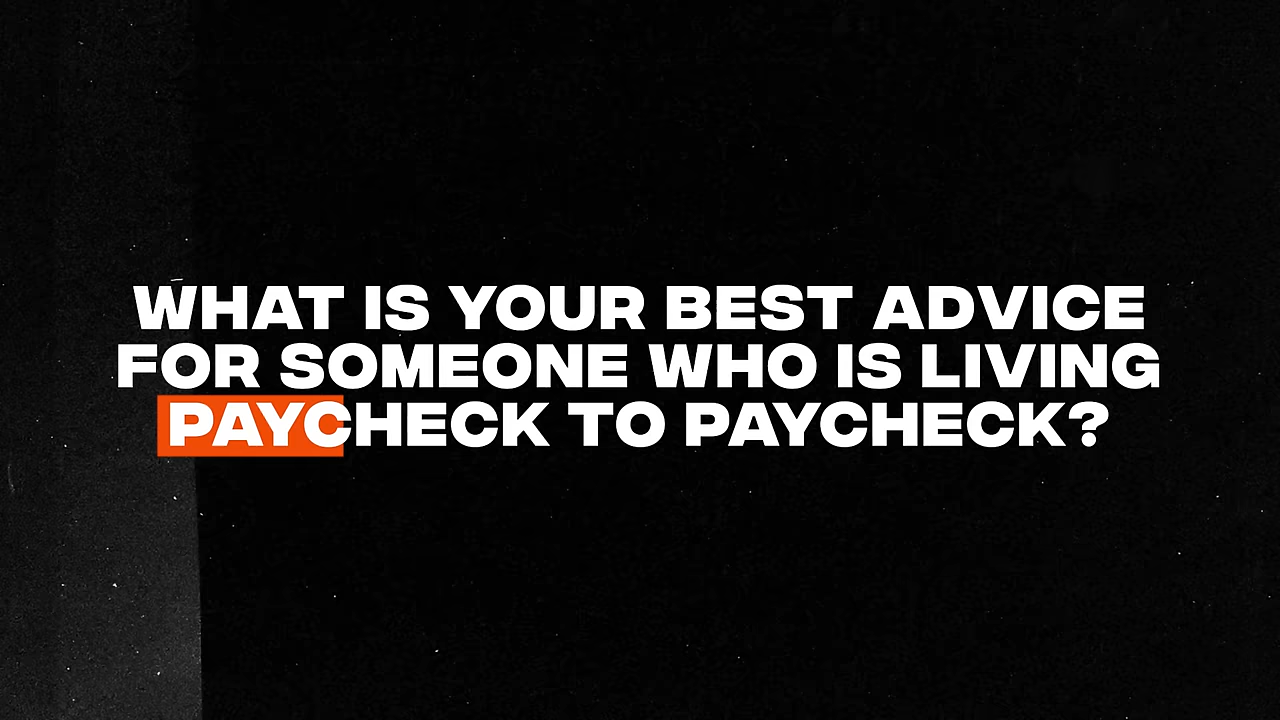 WHAT IS YOUR BEST ADVICE
FOR SOMEONE WHO IS LIVING
PAYCHECK TO PAYCHECK?